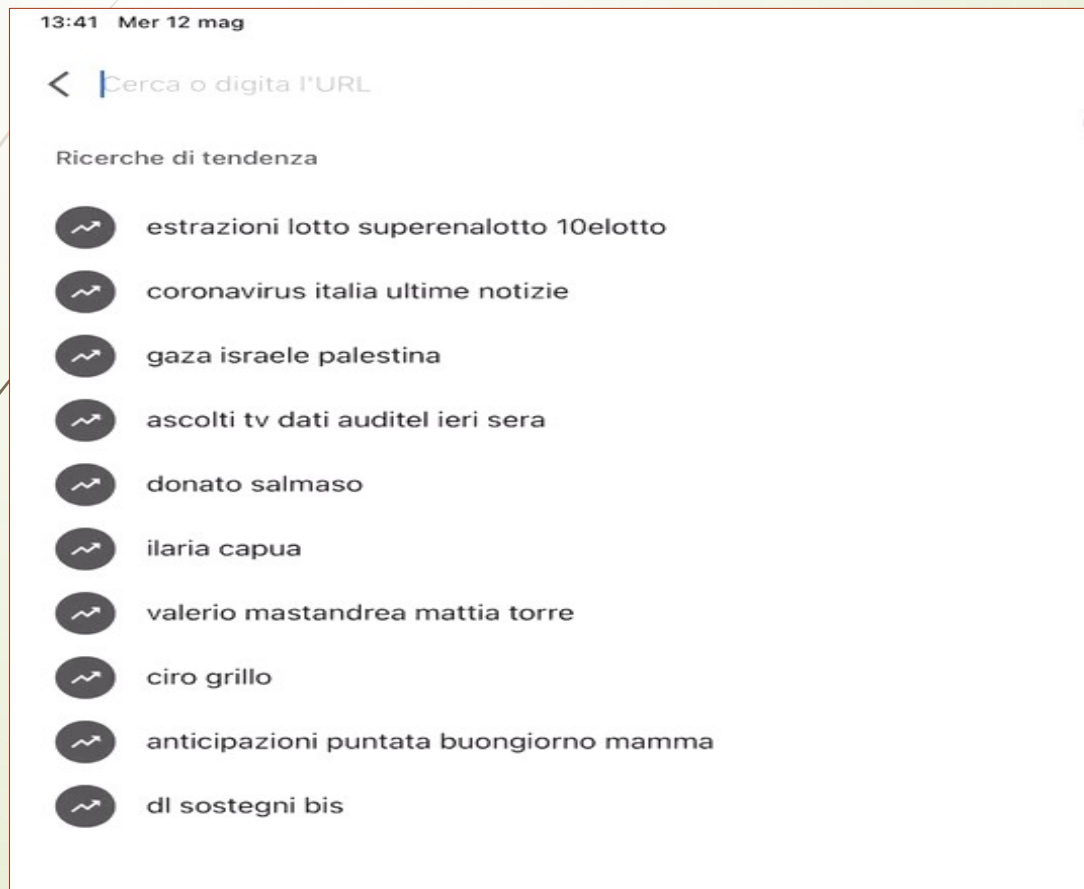 13:41 Mer 12 mag
Cerca o digita l'URL
Ricerche di tendenza
estrazioni lotto superenalotto 10elotto
coronavirus italia ultime notizie
gaza israele palestina
ascolti tv dati auditel ieri sera
donato salmaso
ilaria capua
valerio mastandrea mattia torre
ciro grillo
anticipazioni puntata buongiorno mamma
dl sostegni bis